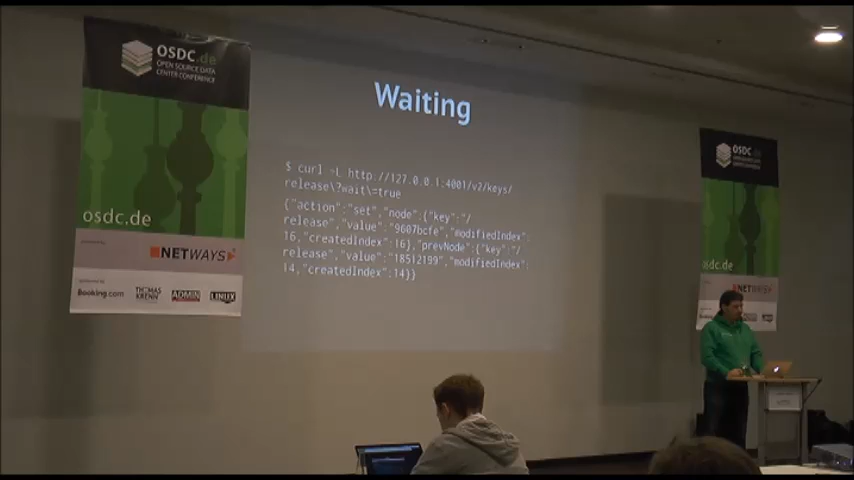 OSDC.de
OPEN SOURCE DATA
CENTER CONFERENCE
osdc.de
NETWAYS
Booking.com
THOMAS
KRENN
ADMIN
LINUX
Waiting
$ curl -L http://127.0.0.1:4001/v2/keys/
release\?wait\=true
{"action":"set","node":{"key":"/
release","value":"9607bcfe","modifiedIndex":
16,"createdIndex":16},"prevNode":{"key":"/
release","value":"18512199","modifiedIndex":
14,"createdIndex":14}}
OSDC.de
osdc.de
NETWAYS